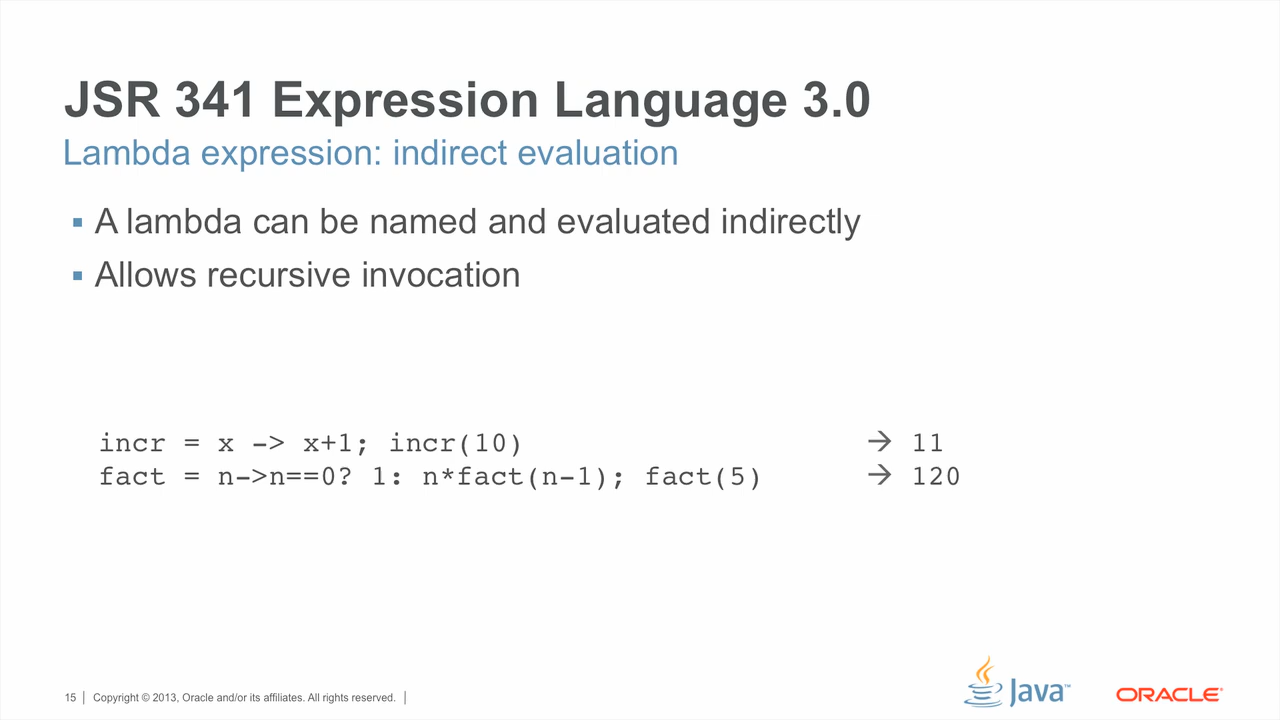 JSR 341 Expression Language 3.0
Lambda expression: indirect evaluation
▪ A lambda can be named and evaluated indirectly
▪ Allows recursive invocation
incr = x -> x+1; incr(10) → 11
fact = n->n==0? 1: n*fact(n-1); fact(5) → 120
15 | Copyright © 2013, Oracle and/or its affiliates. All rights reserved. |
Java™
ORACLE®